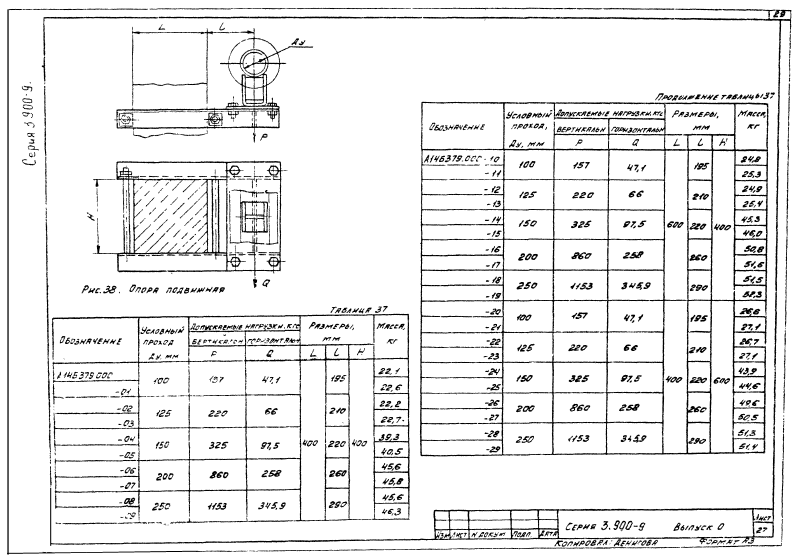 29
Серия 3.900-9.
L
l
Ду
P
H
Q
Рис.38. Опора подвижная
Таблица 37
Обозначение
Условный проход Ду, мм
Допускаемые нагрузки, кгс
Размеры, мм
Масса, кг
вертикальн горизонтальн
P Q L l H
А14Б379.000 100 157 47,1 400 195 400 22,1
-01 22,6
-02 125 220 66 210 22,2
-03 22,7
-04 150 325 97,5 220 39,3
-05 40,5
-06 200 860 258 260 45,6
-07 45,8
-08 250 1153 345,9 290 45,6
-09 46,3
Продолжение таблицы 37
Обозначение
Условный проход, Ду, мм
Допускаемые нагрузки, кгс
Размеры, мм
Масса, кг
вертикальн горизонтальн
P Q L l H
А14Б379.000-10 100 157 47,1 600 195 400 24,8
-11 25,3
-12 125 220 66 210 24,9
-13 25,4
-14 150 325 97,5 220 45,3
-15 46,0
-16 200 860 258 260 50,8
-17 51,6
-18 250 1153 345,9 290 51,5
-19 52,3
-20 100 157 47,1 400 195 600 26,6
-21 27,1
-22 125 220 66 210 26,7
-23 27,1
-24 150 325 97,5 220 43,9
-25 44,6
-26 200 860 258 260 49,6
-27 50,5
-28 250 1153 345,9 290 51,3
-29 51,4
Изм Лист N докум Подп. Дата
Серия 3.900-9 Выпуск 0
Лист
27
Копировал: Денисова Формат А3